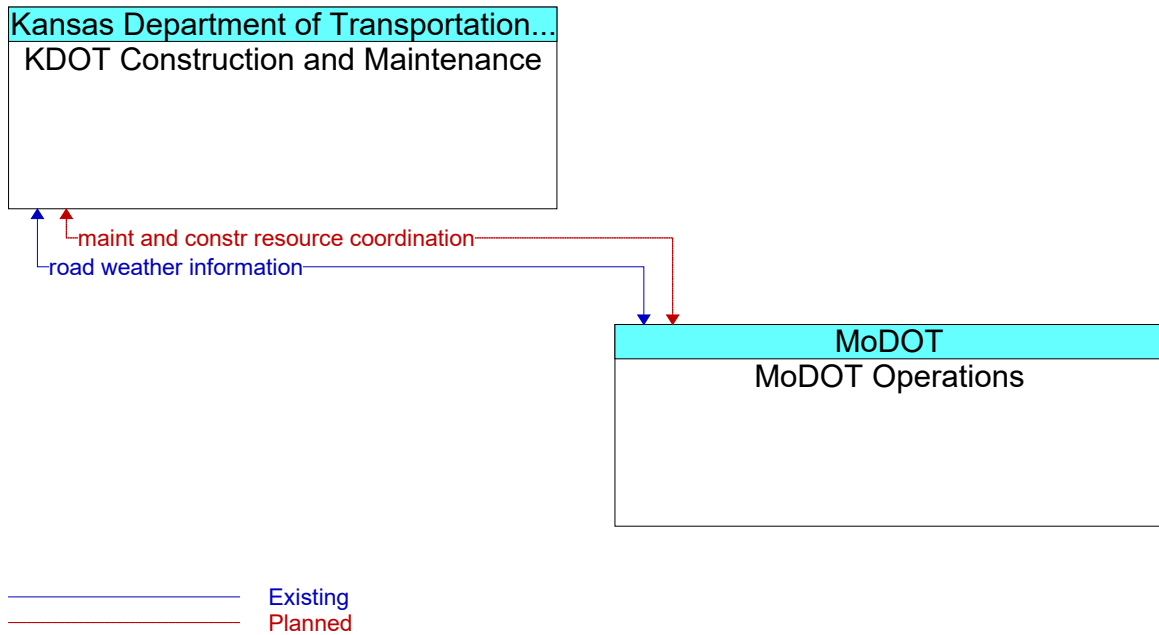 Kansas Department of Transportation...
KDOT Construction and Maintenance
maint and constr resource coordination
road weather information
MoDOT
MoDOT Operations
Existing
Planned